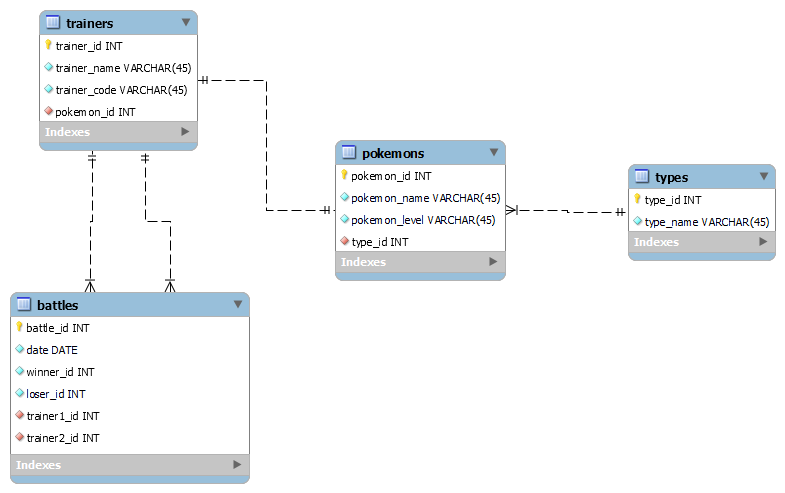 trainers
trainer_id INT
trainer_name VARCHAR(45)
trainer_code VARCHAR(45)
pokemon_id INT
Indexes
pokemons
pokemon_id INT
pokemon_name VARCHAR(45)
pokemon_level VARCHAR(45)
type_id INT
Indexes
types
type_id INT
type_name VARCHAR(45)
Indexes
battles
battle_id INT
date DATE
winner_id INT
loser_id INT
trainer1_id INT
trainer2_id INT
Indexes